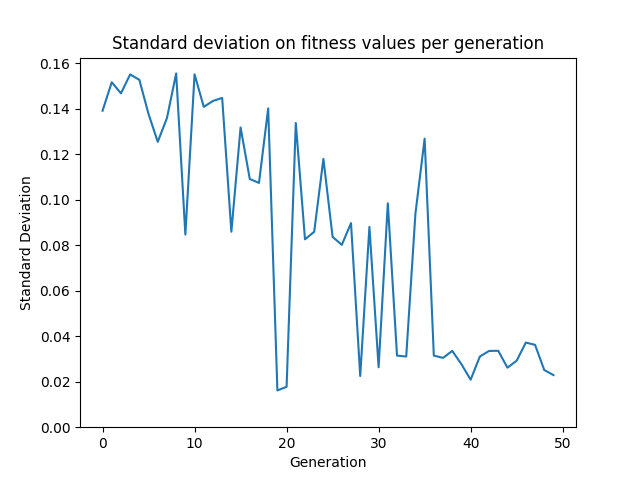 Standard deviation on fitness values per generation
0.16
0.14
0.12
0.10
0.08
0.06
0.04
0.02
0.00
Standard Deviation
0 10 20 30 40 50
Generation